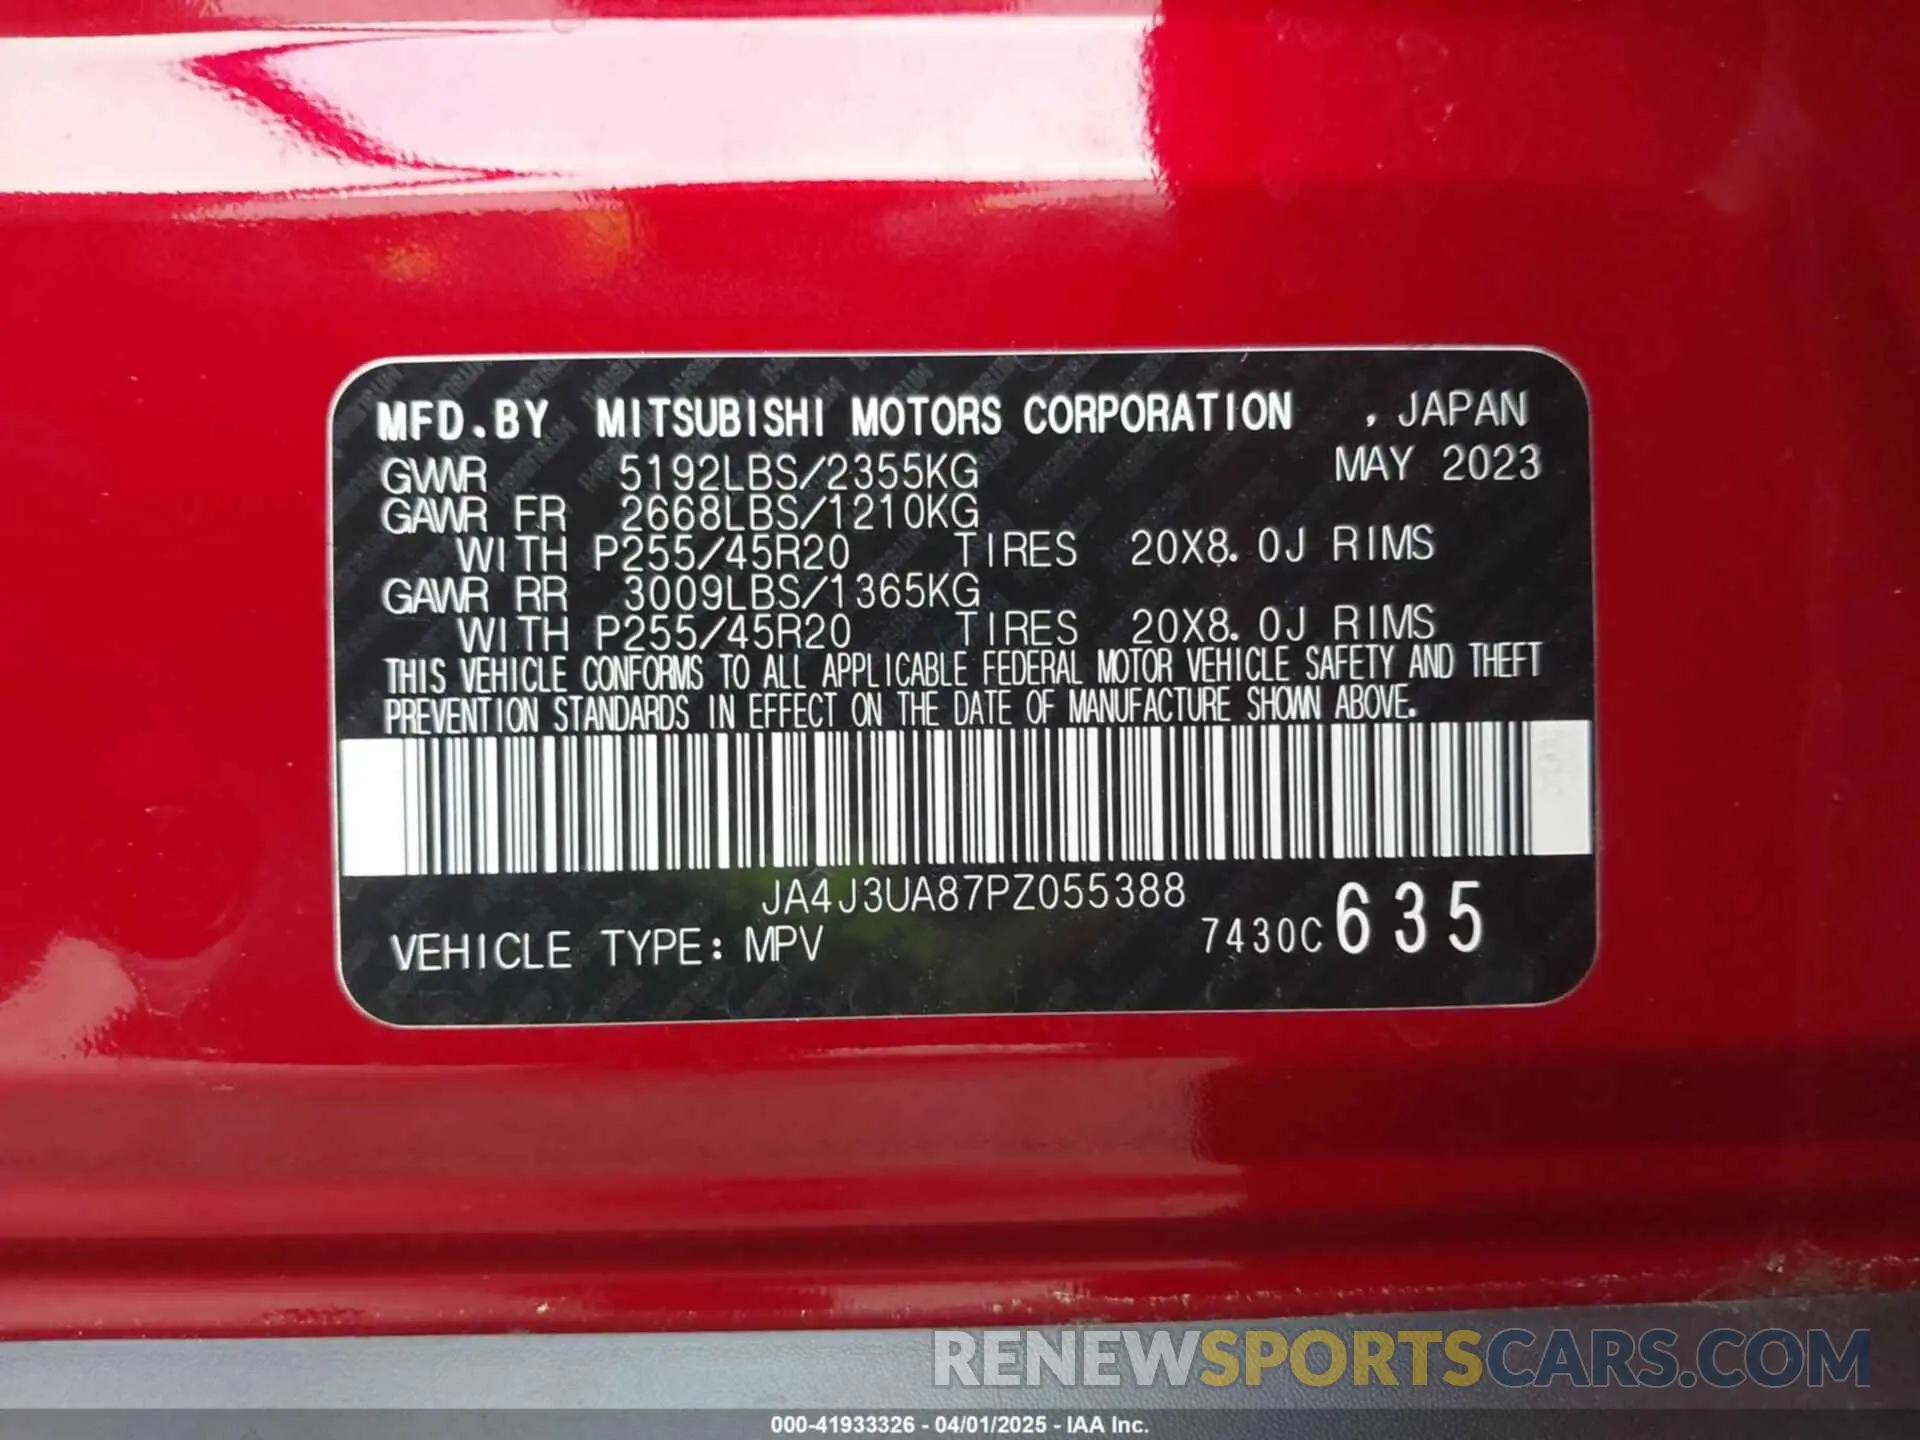 MFD.BY MITSUBISHI MOTORS CORPORATION , JAPAN
GVWR 5192LBS/2355KG MAY 2023
GAWR FR 2668LBS/1210KG
WITH P255/45R20 TIRES 20X8.0J RIMS
GAWR RR 3009LBS/1365KG
WITH P255/45R20 TIRES 20X8.0J RIMS
THIS VEHICLE CONFORMS TO ALL APPLICABLE FEDERAL MOTOR VEHICLE SAFETY AND THEFT
PREVENTION STANDARDS IN EFFECT ON THE DATE OF MANUFACTURE SHOWN ABOVE.
JA4J3UA87PZ055388
VEHICLE TYPE: MPV 7430C 635
RENEWSPORTSCARS.COM
000-41933326 - 04/01/2025 - IAA Inc.